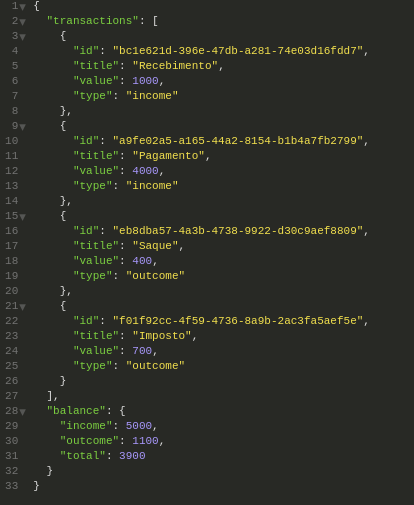 1 {
2 "transactions": [
3 {
4 "id": "bc1e621d-396e-47db-a281-74e03d16fdd7",
5 "title": "Recebimento",
6 "value": 1000,
7 "type": "income"
8 },
9 {
10 "id": "a9fe02a5-a165-44a2-8154-b1b4a7fb2799",
11 "title": "Pagamento",
12 "value": 4000,
13 "type": "income"
14 },
15 {
16 "id": "eb8dba57-4a3b-4738-9922-d30c9aef8809",
17 "title": "Saque",
18 "value": 400,
19 "type": "outcome"
20 },
21 {
22 "id": "f01f92cc-4f59-4736-8a9b-2ac3fa5aef5e",
23 "title": "Imposto",
24 "value": 700,
25 "type": "outcome"
26 }
27 ],
28 "balance": {
29 "income": 5000,
30 "outcome": 1100,
31 "total": 3900
32 }
33 }